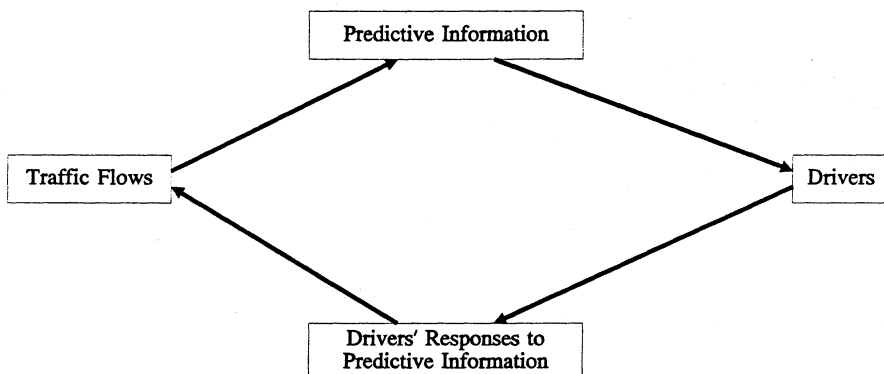 Predictive Information
Traffic Flows
Drivers
Drivers' Responses to
Predictive Information